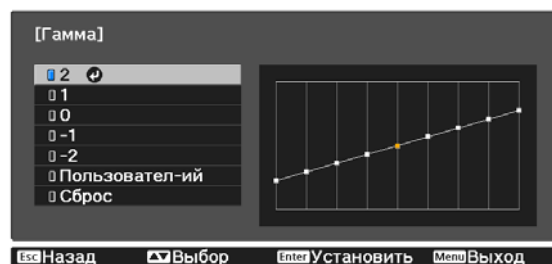 [Гамма]
2
1
0
-1
-2
Пользовател-ий
Сброс
Esc Назад Выбор Enter Установить Menu Выход